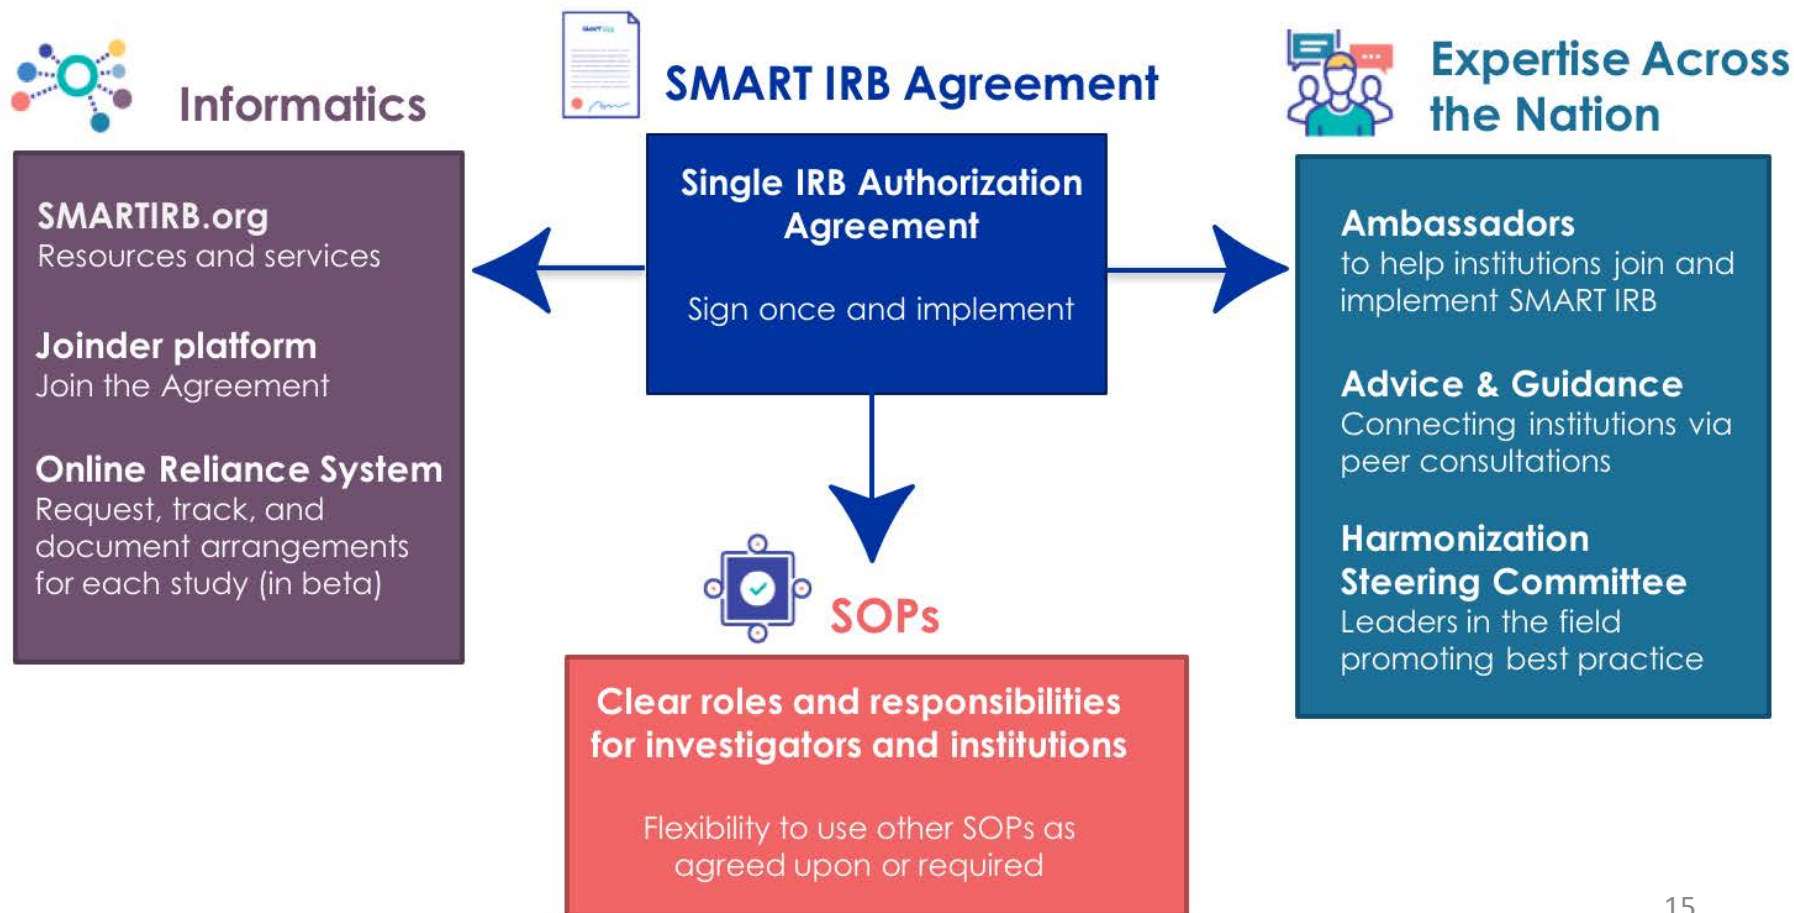 Informatics
SMARTIRB.org
Resources and services
Joinder platform
Join the Agreement
Online Reliance System
Request, track, and
document arrangements
for each study (in beta)
SMART IRB
SMART IRB Agreement
Single IRB Authorization
Agreement
Sign once and implement
SOPs
Clear roles and responsibilities
for investigators and institutions
Flexibility to use other SOPs as
agreed upon or required
Expertise Across
the Nation
Ambassadors
to help institutions join and
implement SMART IRB
Advice & Guidance
Connecting institutions via
peer consultations
Harmonization
Steering Committee
Leaders in the field
promoting best practice
15